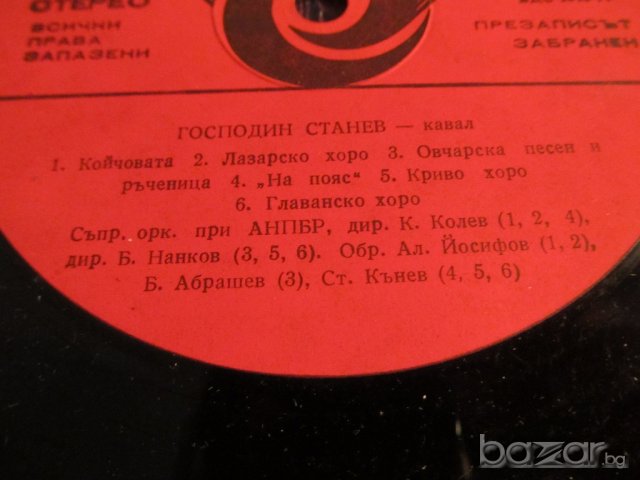 СТЕРЕО
ВСИЧКИ
ПРАВА
ЗАПАЗЕНИ
ПРЕЗАПИСЪТ
ЗАБРАНЕН
ГОСПОДИН СТАНЕВ — кавал
1. Койчовата 2. Лазарско хоро 3. Овчарска песен и
ръченица 4. „На пояс“ 5. Криво хоро
6. Главанско хоро
Съпр. орк. при АНПБР, дир. К. Колев (1, 2, 4),
дир. Б. Нанков (3, 5, 6). Обр. Ал. Йосифов (1, 2),
Б. Абрашев (3), Ст. Кънев (4, 5, 6)
bazar.bg